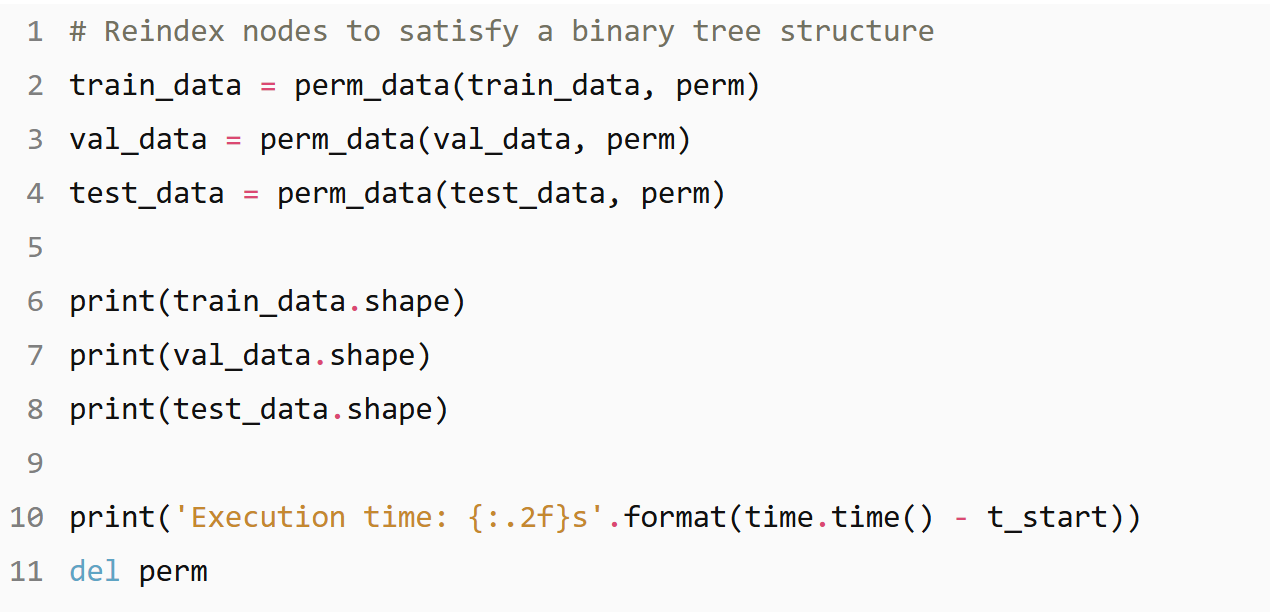 1 # Reindex nodes to satisfy a binary tree structure
2 train_data = perm_data(train_data, perm)
3 val_data = perm_data(val_data, perm)
4 test_data = perm_data(test_data, perm)
5
6 print(train_data.shape)
7 print(val_data.shape)
8 print(test_data.shape)
9
10 print('Execution time: {:.2f}s'.format(time.time() - t_start))
11 del perm